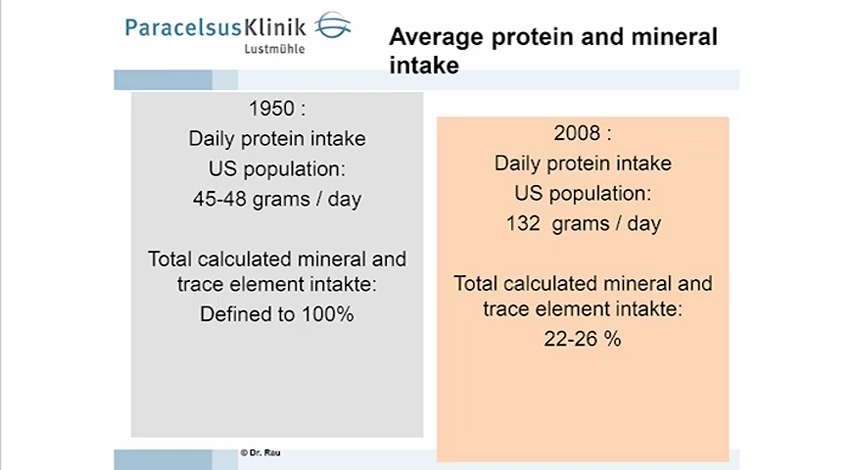 ParacelsusKlinik
Lustmühle
Average protein and mineral
intake
1950 :
Daily protein intake
US population:
45-48 grams / day
Total calculated mineral and
trace element intakte:
Defined to 100%
2008 :
Daily protein intake
US population:
132 grams / day
Total calculated mineral and
trace element intakte:
22-26 %
© Dr. Rau